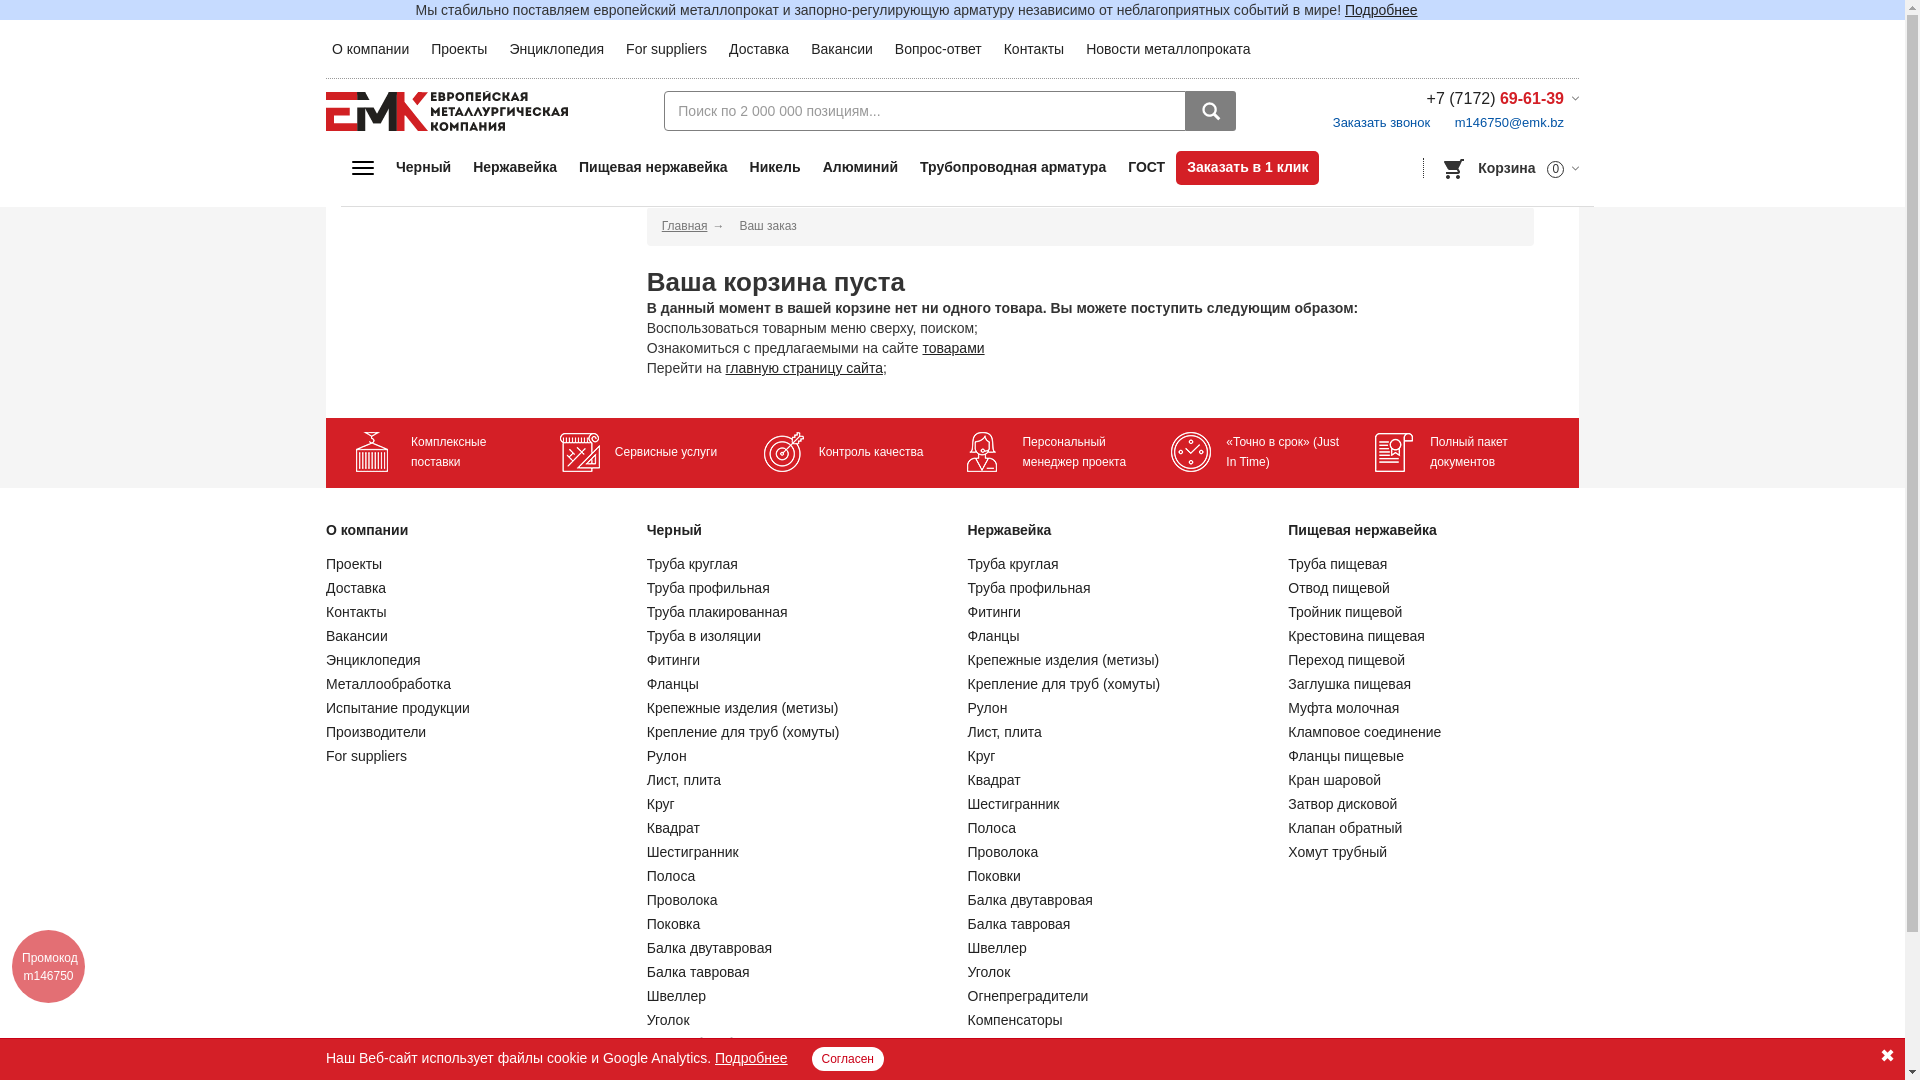 Мы стабильно поставляем европейский металлопрокат и запорно-регулирующую арматуру независимо от неблагоприятных событий в мире! Подробнее
О компании Проекты Энциклопедия For suppliers Доставка Вакансии Вопрос-ответ Контакты Новости металлопроката
ЕМК ЕВРОПЕЙСКАЯ
МЕТАЛЛУРГИЧЕСКАЯ
КОМПАНИЯ
Поиск по 2 000 000 позициям...
+7 (7172) 69-61-39
Заказать звонок m146750@emk.bz
Черный Нержавейка Пищевая нержавейка Никель Алюминий Трубопроводная арматура ГОСТ Заказать в 1 клик
Корзина 0
Главная → Ваш заказ
Ваша корзина пуста
В данный момент в вашей корзине нет ни одного товара. Вы можете поступить следующим образом:
Воспользоваться товарным меню сверху, поиском;
Ознакомиться с предлагаемыми на сайте товарами
Перейти на главную страницу сайта;
Комплексные
поставки
Сервисные услуги
Контроль качества
Персональный
менеджер проекта
«Точно в срок» (Just
In Time)
Полный пакет
документов
О компании
Проекты
Доставка
Контакты
Вакансии
Энциклопедия
Металлообработка
Испытание продукции
Производители
For suppliers
Черный
Труба круглая
Труба профильная
Труба плакированная
Труба в изоляции
Фитинги
Фланцы
Крепежные изделия (метизы)
Крепление для труб (хомуты)
Рулон
Лист, плита
Круг
Квадрат
Шестигранник
Полоса
Проволока
Поковка
Балка двутавровая
Балка тавровая
Швеллер
Уголок
Нержавейка
Труба круглая
Труба профильная
Фитинги
Фланцы
Крепежные изделия (метизы)
Крепление для труб (хомуты)
Рулон
Лист, плита
Круг
Квадрат
Шестигранник
Полоса
Проволока
Поковки
Балка двутавровая
Балка тавровая
Швеллер
Уголок
Огнепреградители
Компенсаторы
Пищевая нержавейка
Труба пищевая
Отвод пищевой
Тройник пищевой
Крестовина пищевая
Переход пищевой
Заглушка пищевая
Муфта молочная
Кламповое соединение
Фланцы пищевые
Кран шаровой
Затвор дисковой
Клапан обратный
Хомут трубный
Промокод
m146750
Наш Веб-сайт использует файлы cookie и Google Analytics. Подробнее Согласен